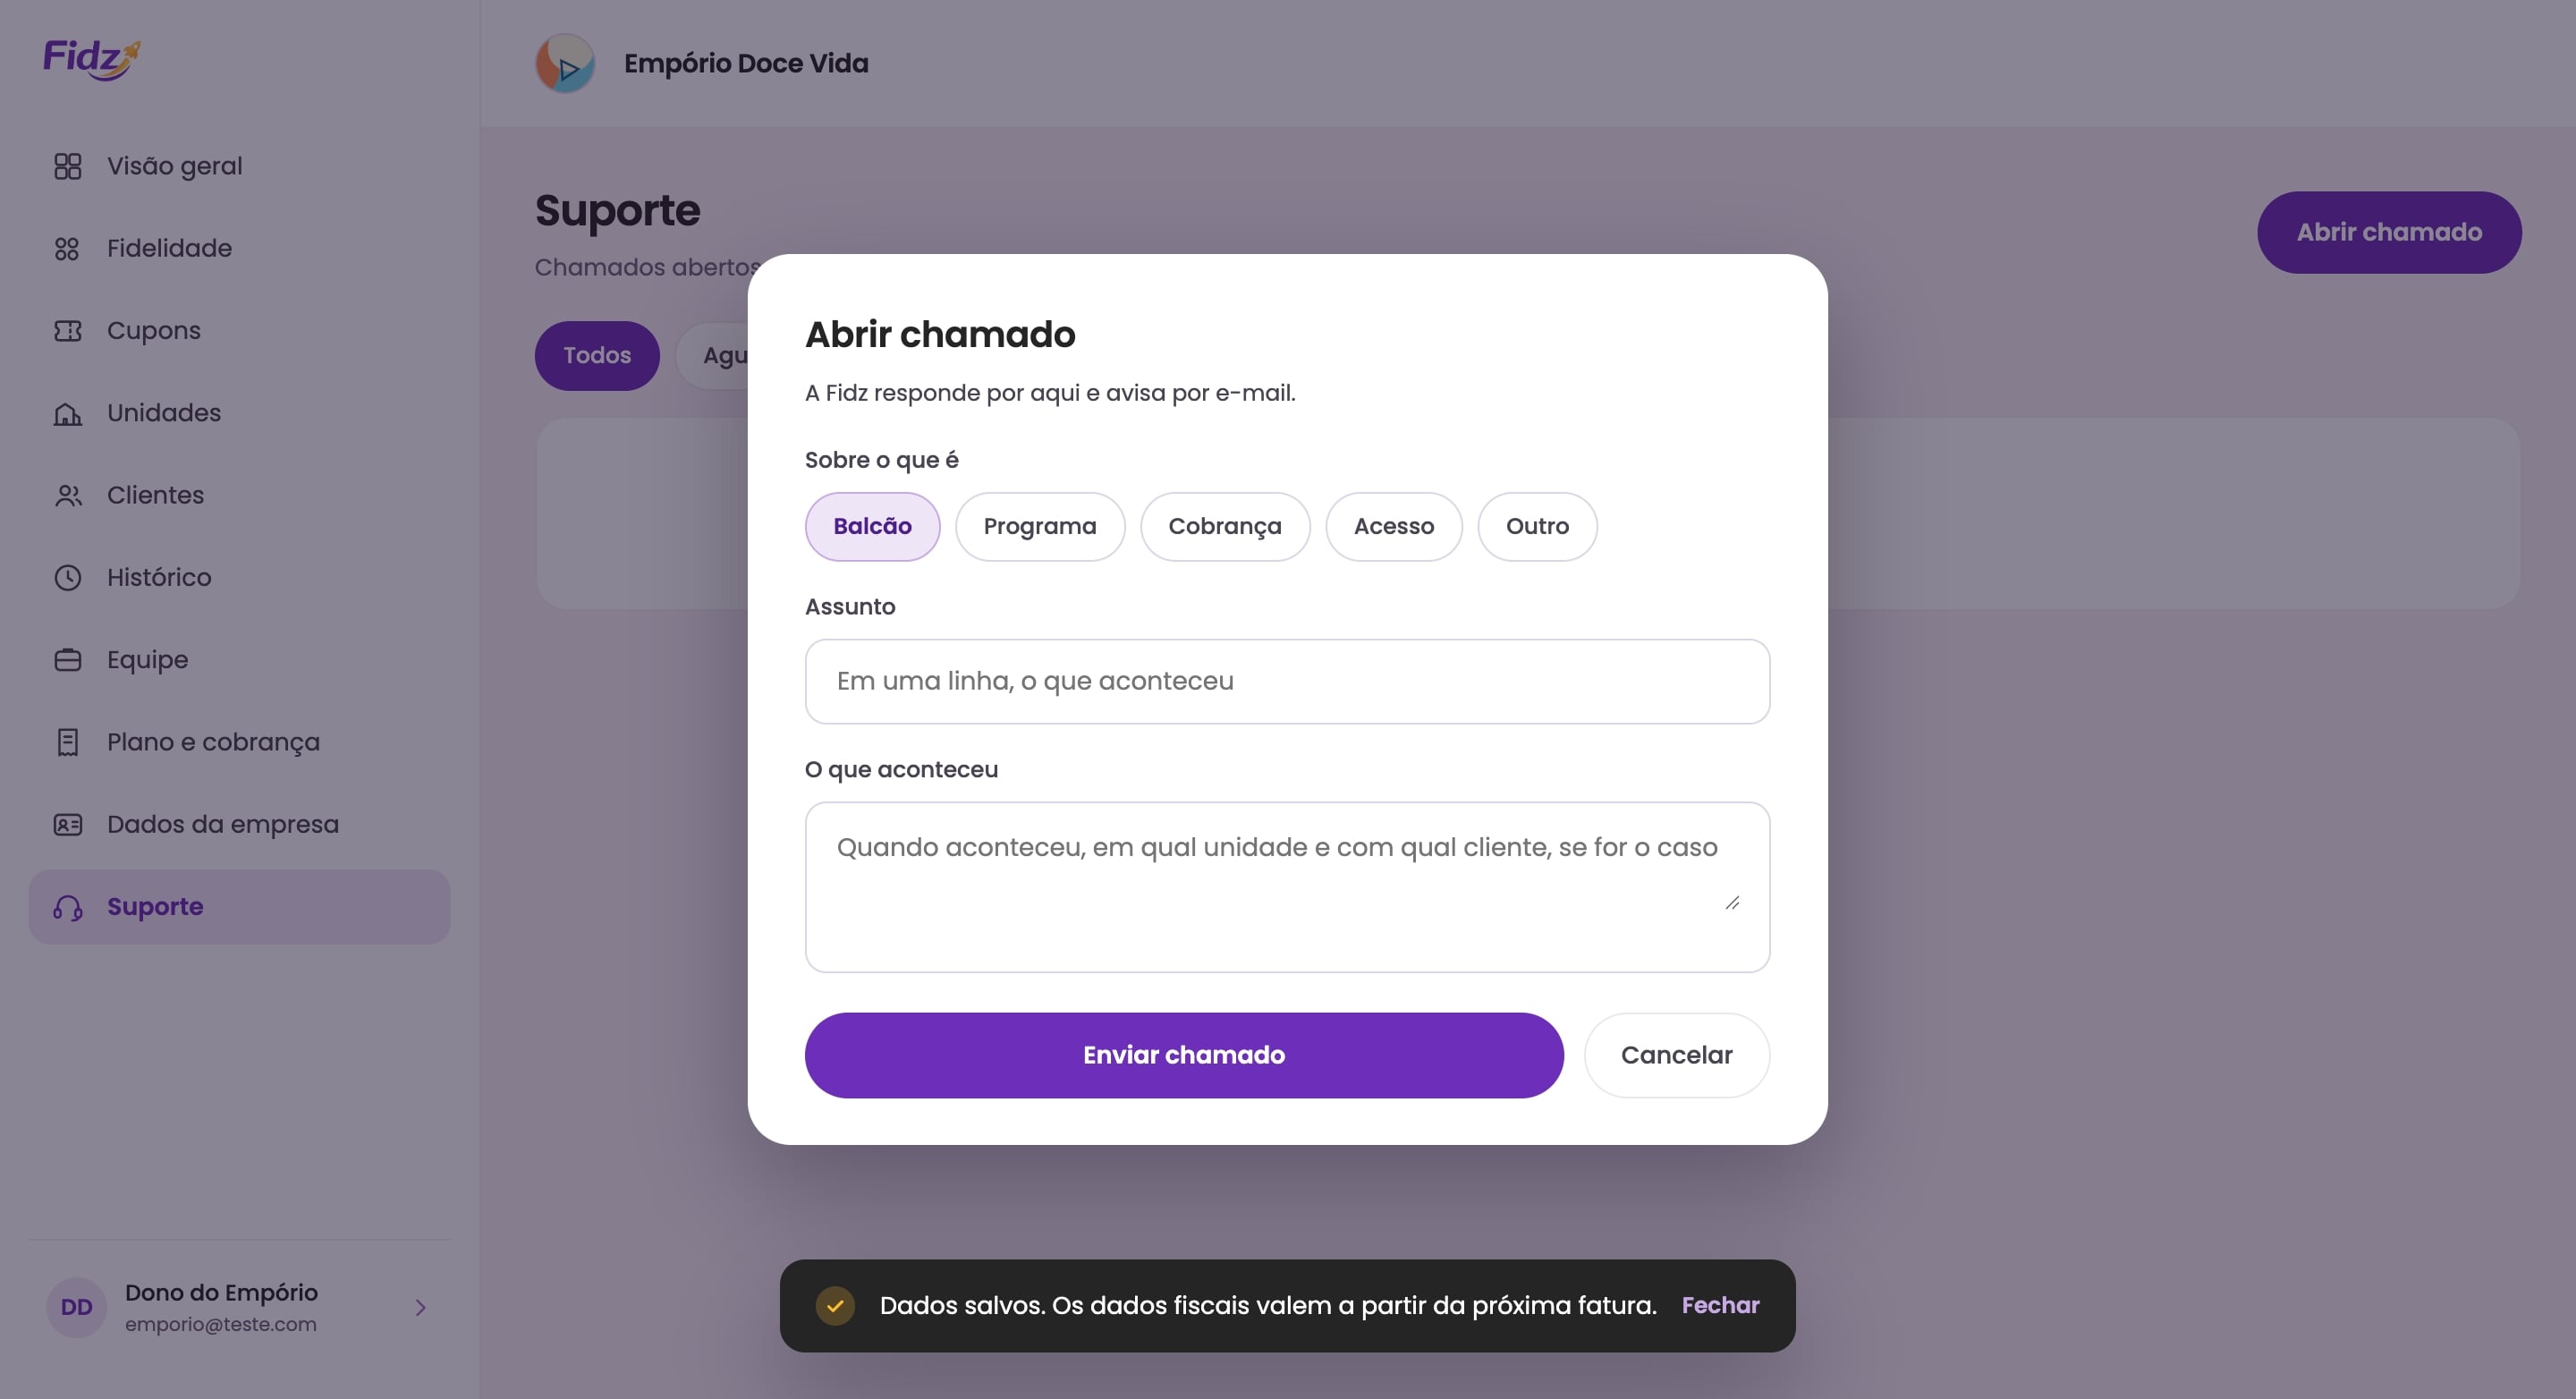 Fidz
Empório Doce Vida
Visão geral
Fidelidade
Cupons
Unidades
Clientes
Histórico
Equipe
Plano e cobrança
Dados da empresa
Suporte
DD
Dono do Empório
emporio@teste.com
Suporte
Chamados abertos
Abrir chamado
Todos
Abrir chamado
A Fidz responde por aqui e avisa por e-mail.
Sobre o que é
Balcão Programa Cobrança Acesso Outro
Assunto
Em uma linha, o que aconteceu
O que aconteceu
Quando aconteceu, em qual unidade e com qual cliente, se for o caso
Enviar chamado Cancelar
Dados salvos. Os dados fiscais valem a partir da próxima fatura. Fechar